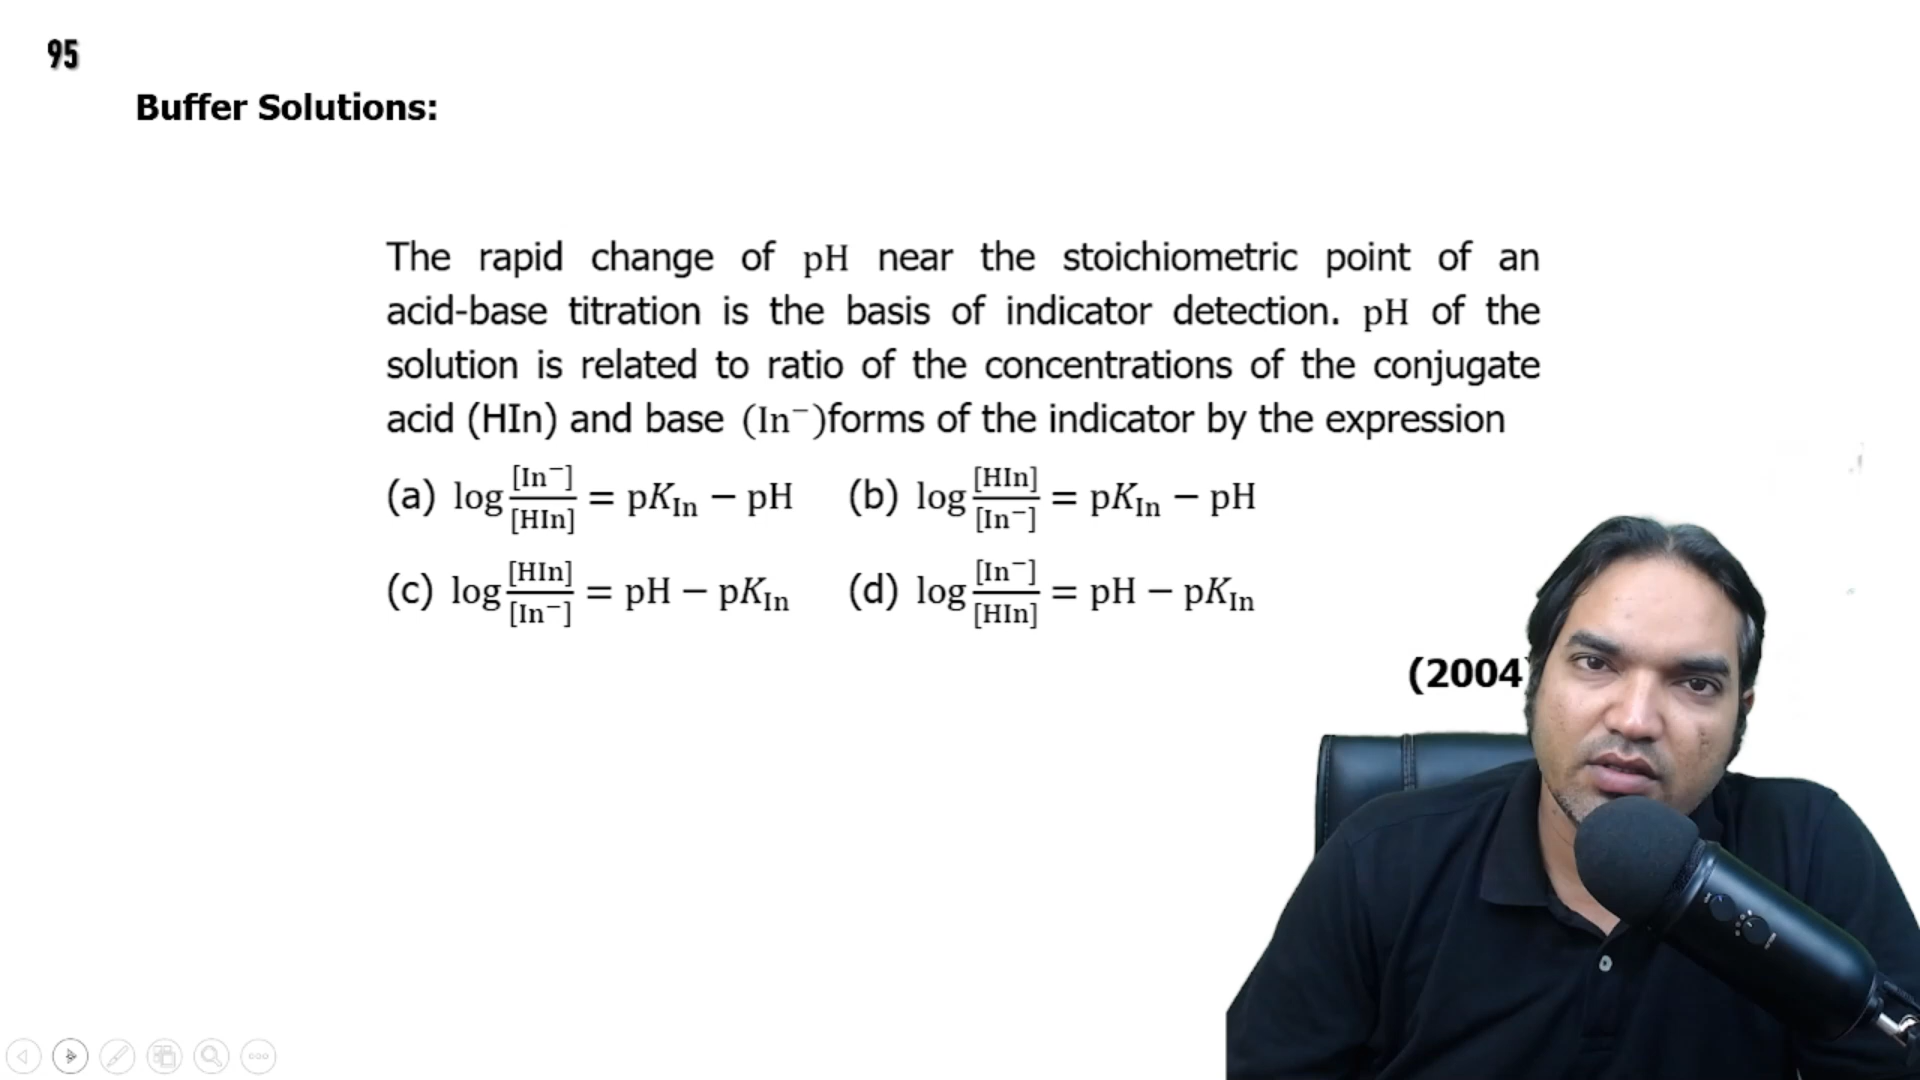 95
Buffer Solutions:
The rapid change of pH near the stoichiometric point of an
acid-base titration is the basis of indicator detection. pH of the
solution is related to ratio of the concentrations of the conjugate
acid (HIn) and base (In⁻)forms of the indicator by the expression
(a) log [In⁻]/[HIn] = pK_In − pH (b) log [HIn]/[In⁻] = pK_In − pH
(c) log [HIn]/[In⁻] = pH − pK_In (d) log [In⁻]/[HIn] = pH − pK_In
(2004)